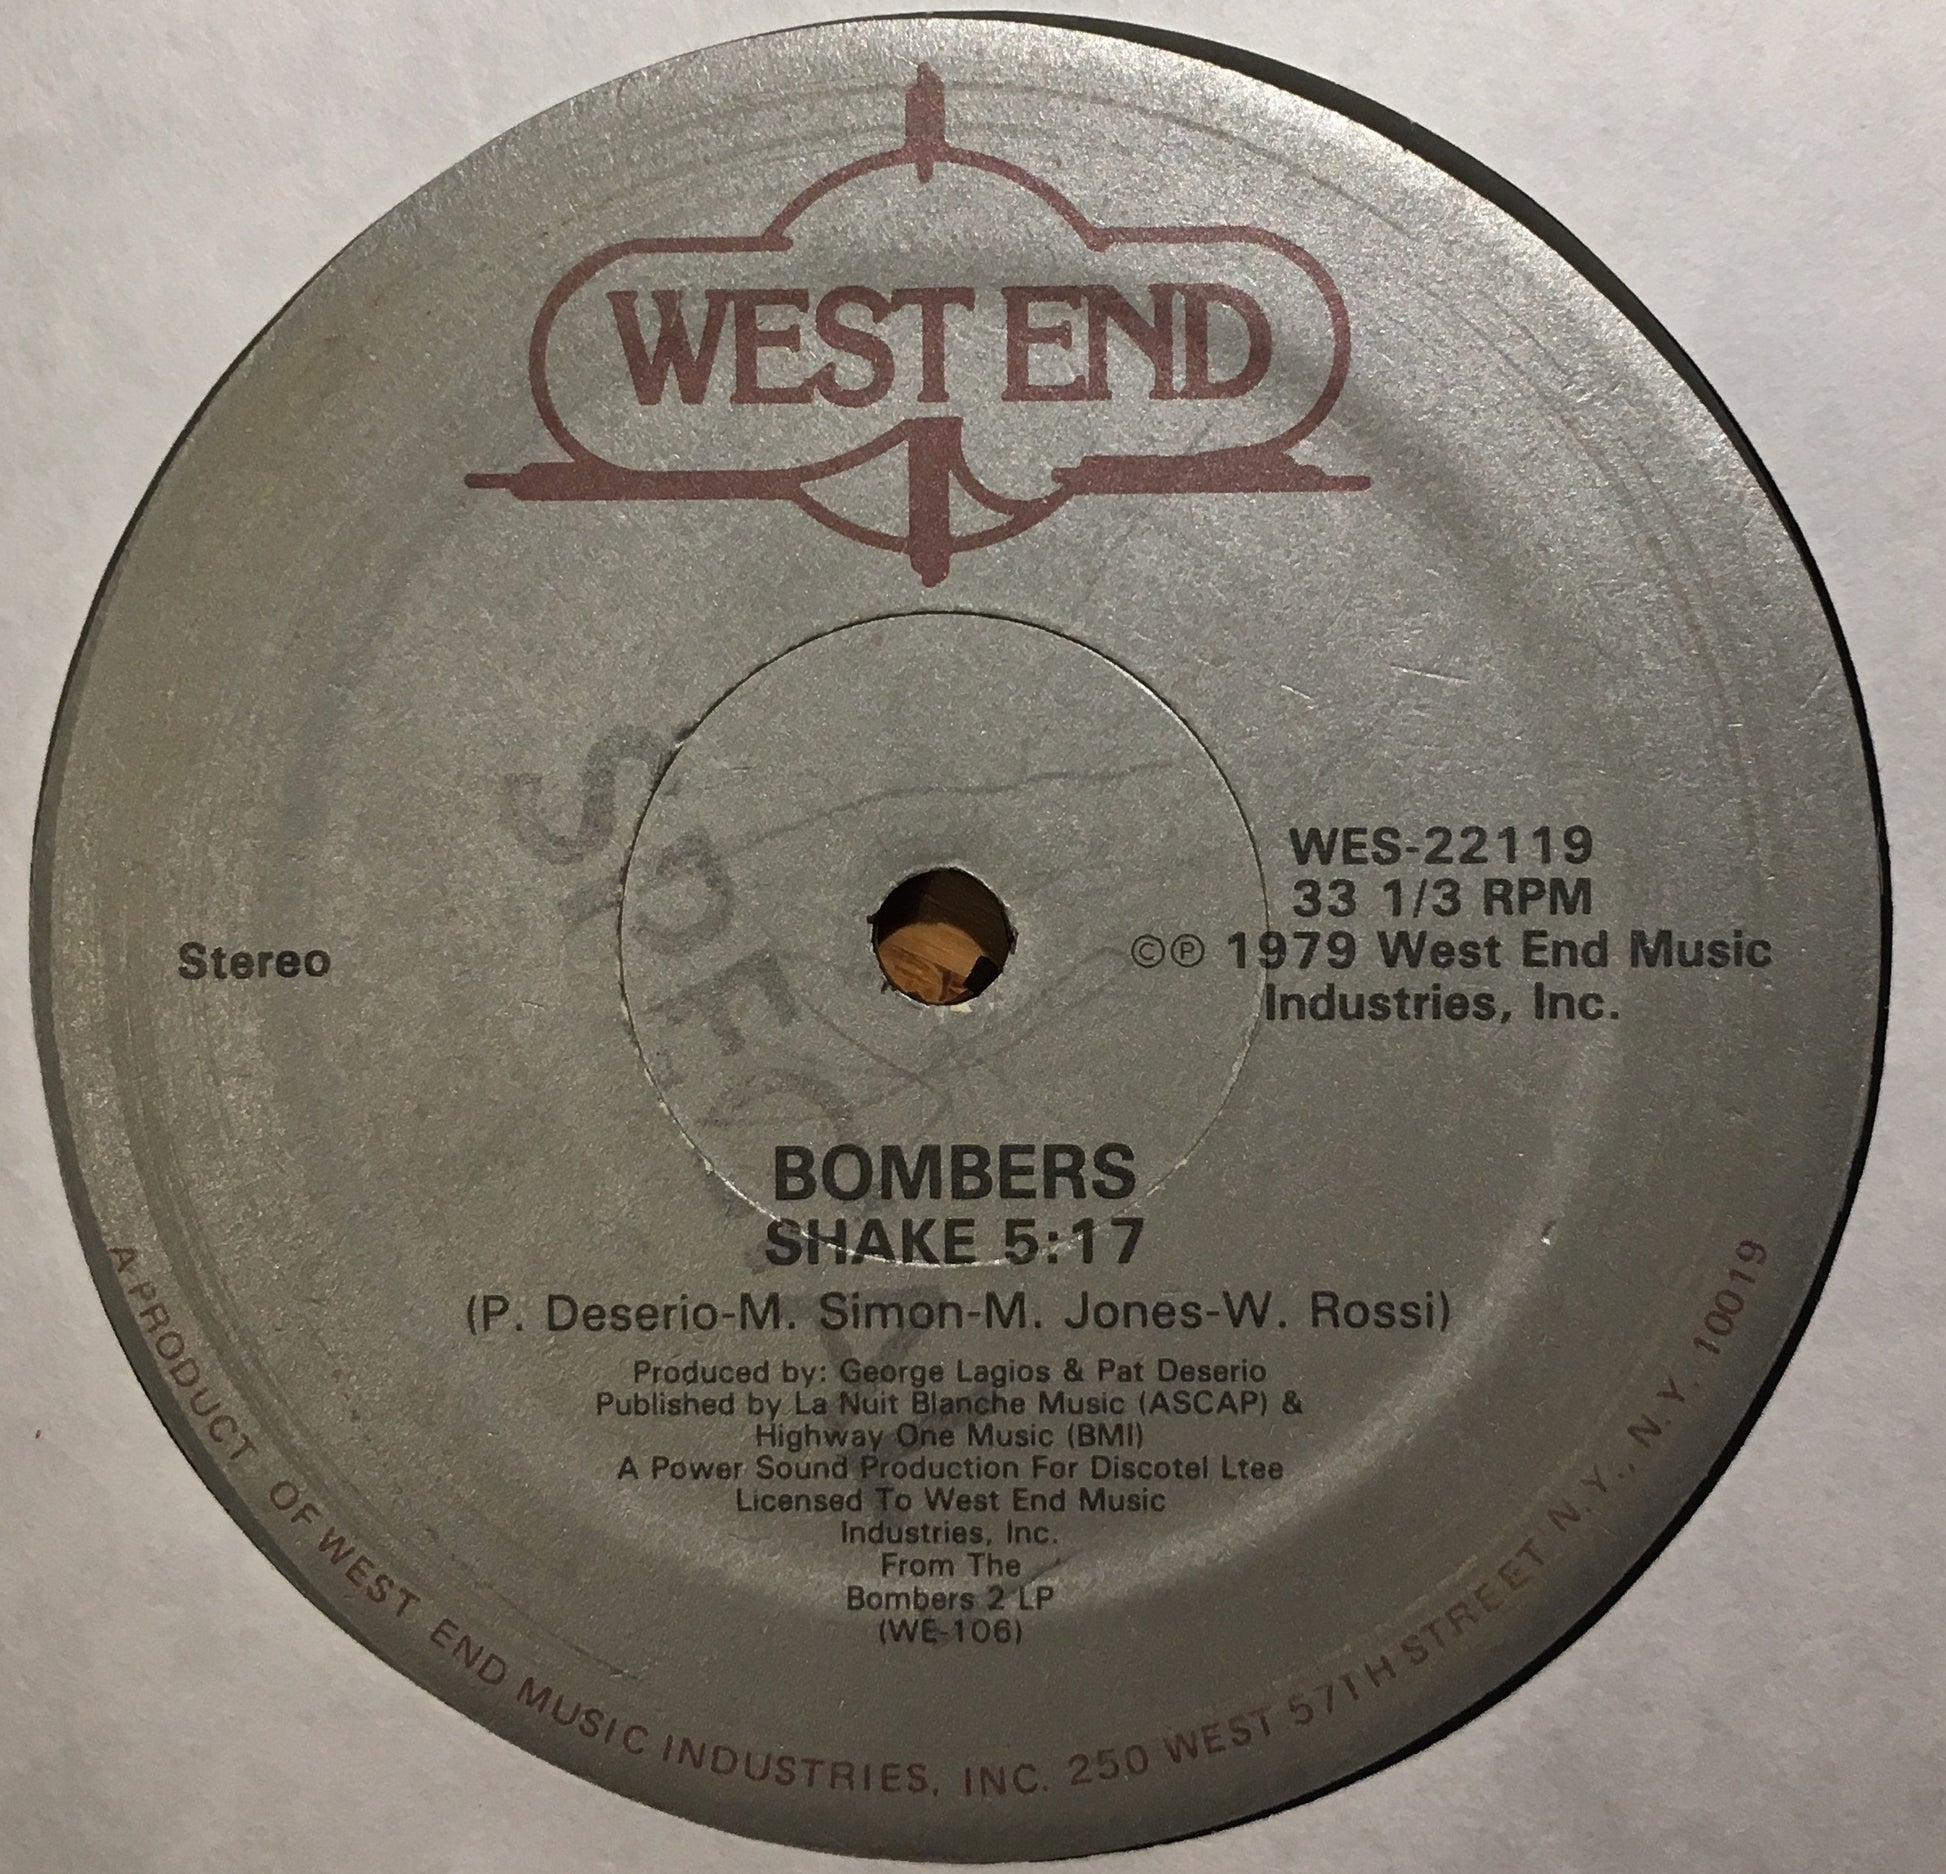 WEST END
Stereo
WES-22119
33 1/3 RPM
©℗ 1979 West End Music
Industries, Inc.
BOMBERS
SHAKE 5:17
(P. Deserio-M. Simon-M. Jones-W. Rossi)
Produced by: George Lagios & Pat Deserio
Published by La Nuit Blanche Music (ASCAP) &
Highway One Music (BMI)
A Power Sound Production For Discotel Ltee
Licensed To West End Music
Industries, Inc.
From The
Bombers 2 LP
(WE-106)
A PRODUCT OF WEST END MUSIC INDUSTRIES, INC. 250 WEST 57TH STREET N.Y., N.Y. 10019